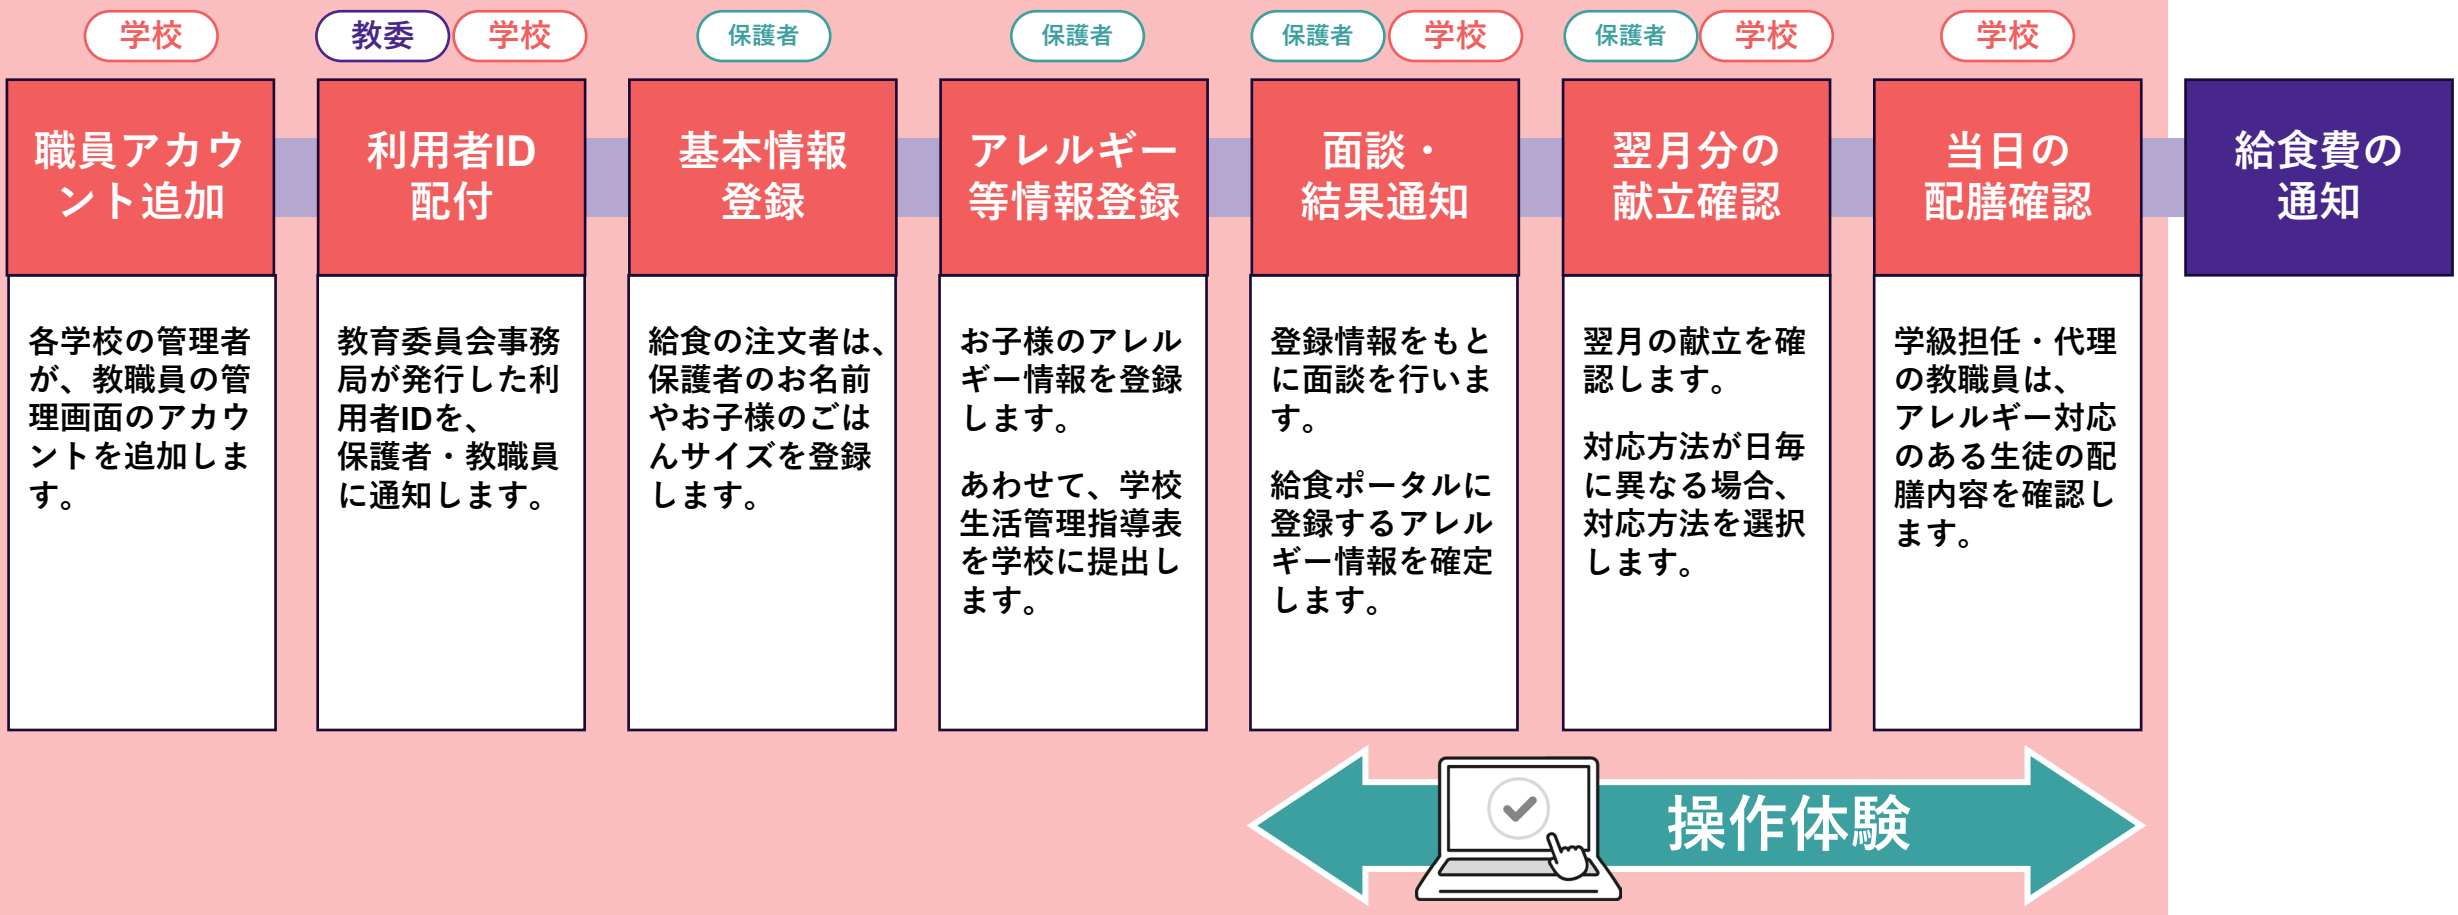 学校
教委
学校
保護者
保護者
保護者
学校
保護者
学校
学校
職員アカウ
ント追加
利用者ID
配付
基本情報
登録
アレルギー
等情報登録
面談・
結果通知
翌月分の
献立確認
当日の
配膳確認
給食費の
通知
各学校の管理者
が、教職員の管
理画面のアカウ
ントを追加しま
す。
教育委員会事務
局が発行した利
用者IDを、
保護者・教職員
に通知します。
給食の注文者は、
保護者のお名前
やお子様のごは
んサイズを登録
します。
お子様のアレル
ギー情報を登録
します。
あわせて、学校
生活管理指導表
を学校に提出し
ます。
登録情報をもと
に面談を行いま
す。
給食ポータルに
登録するアレル
ギー情報を確定
します。
翌月の献立を確
認します。
対応方法が日毎
に異なる場合、
対応方法を選択
します。
学級担任・代理
の教職員は、
アレルギー対応
のある生徒の配
膳内容を確認し
ます。
操作体験